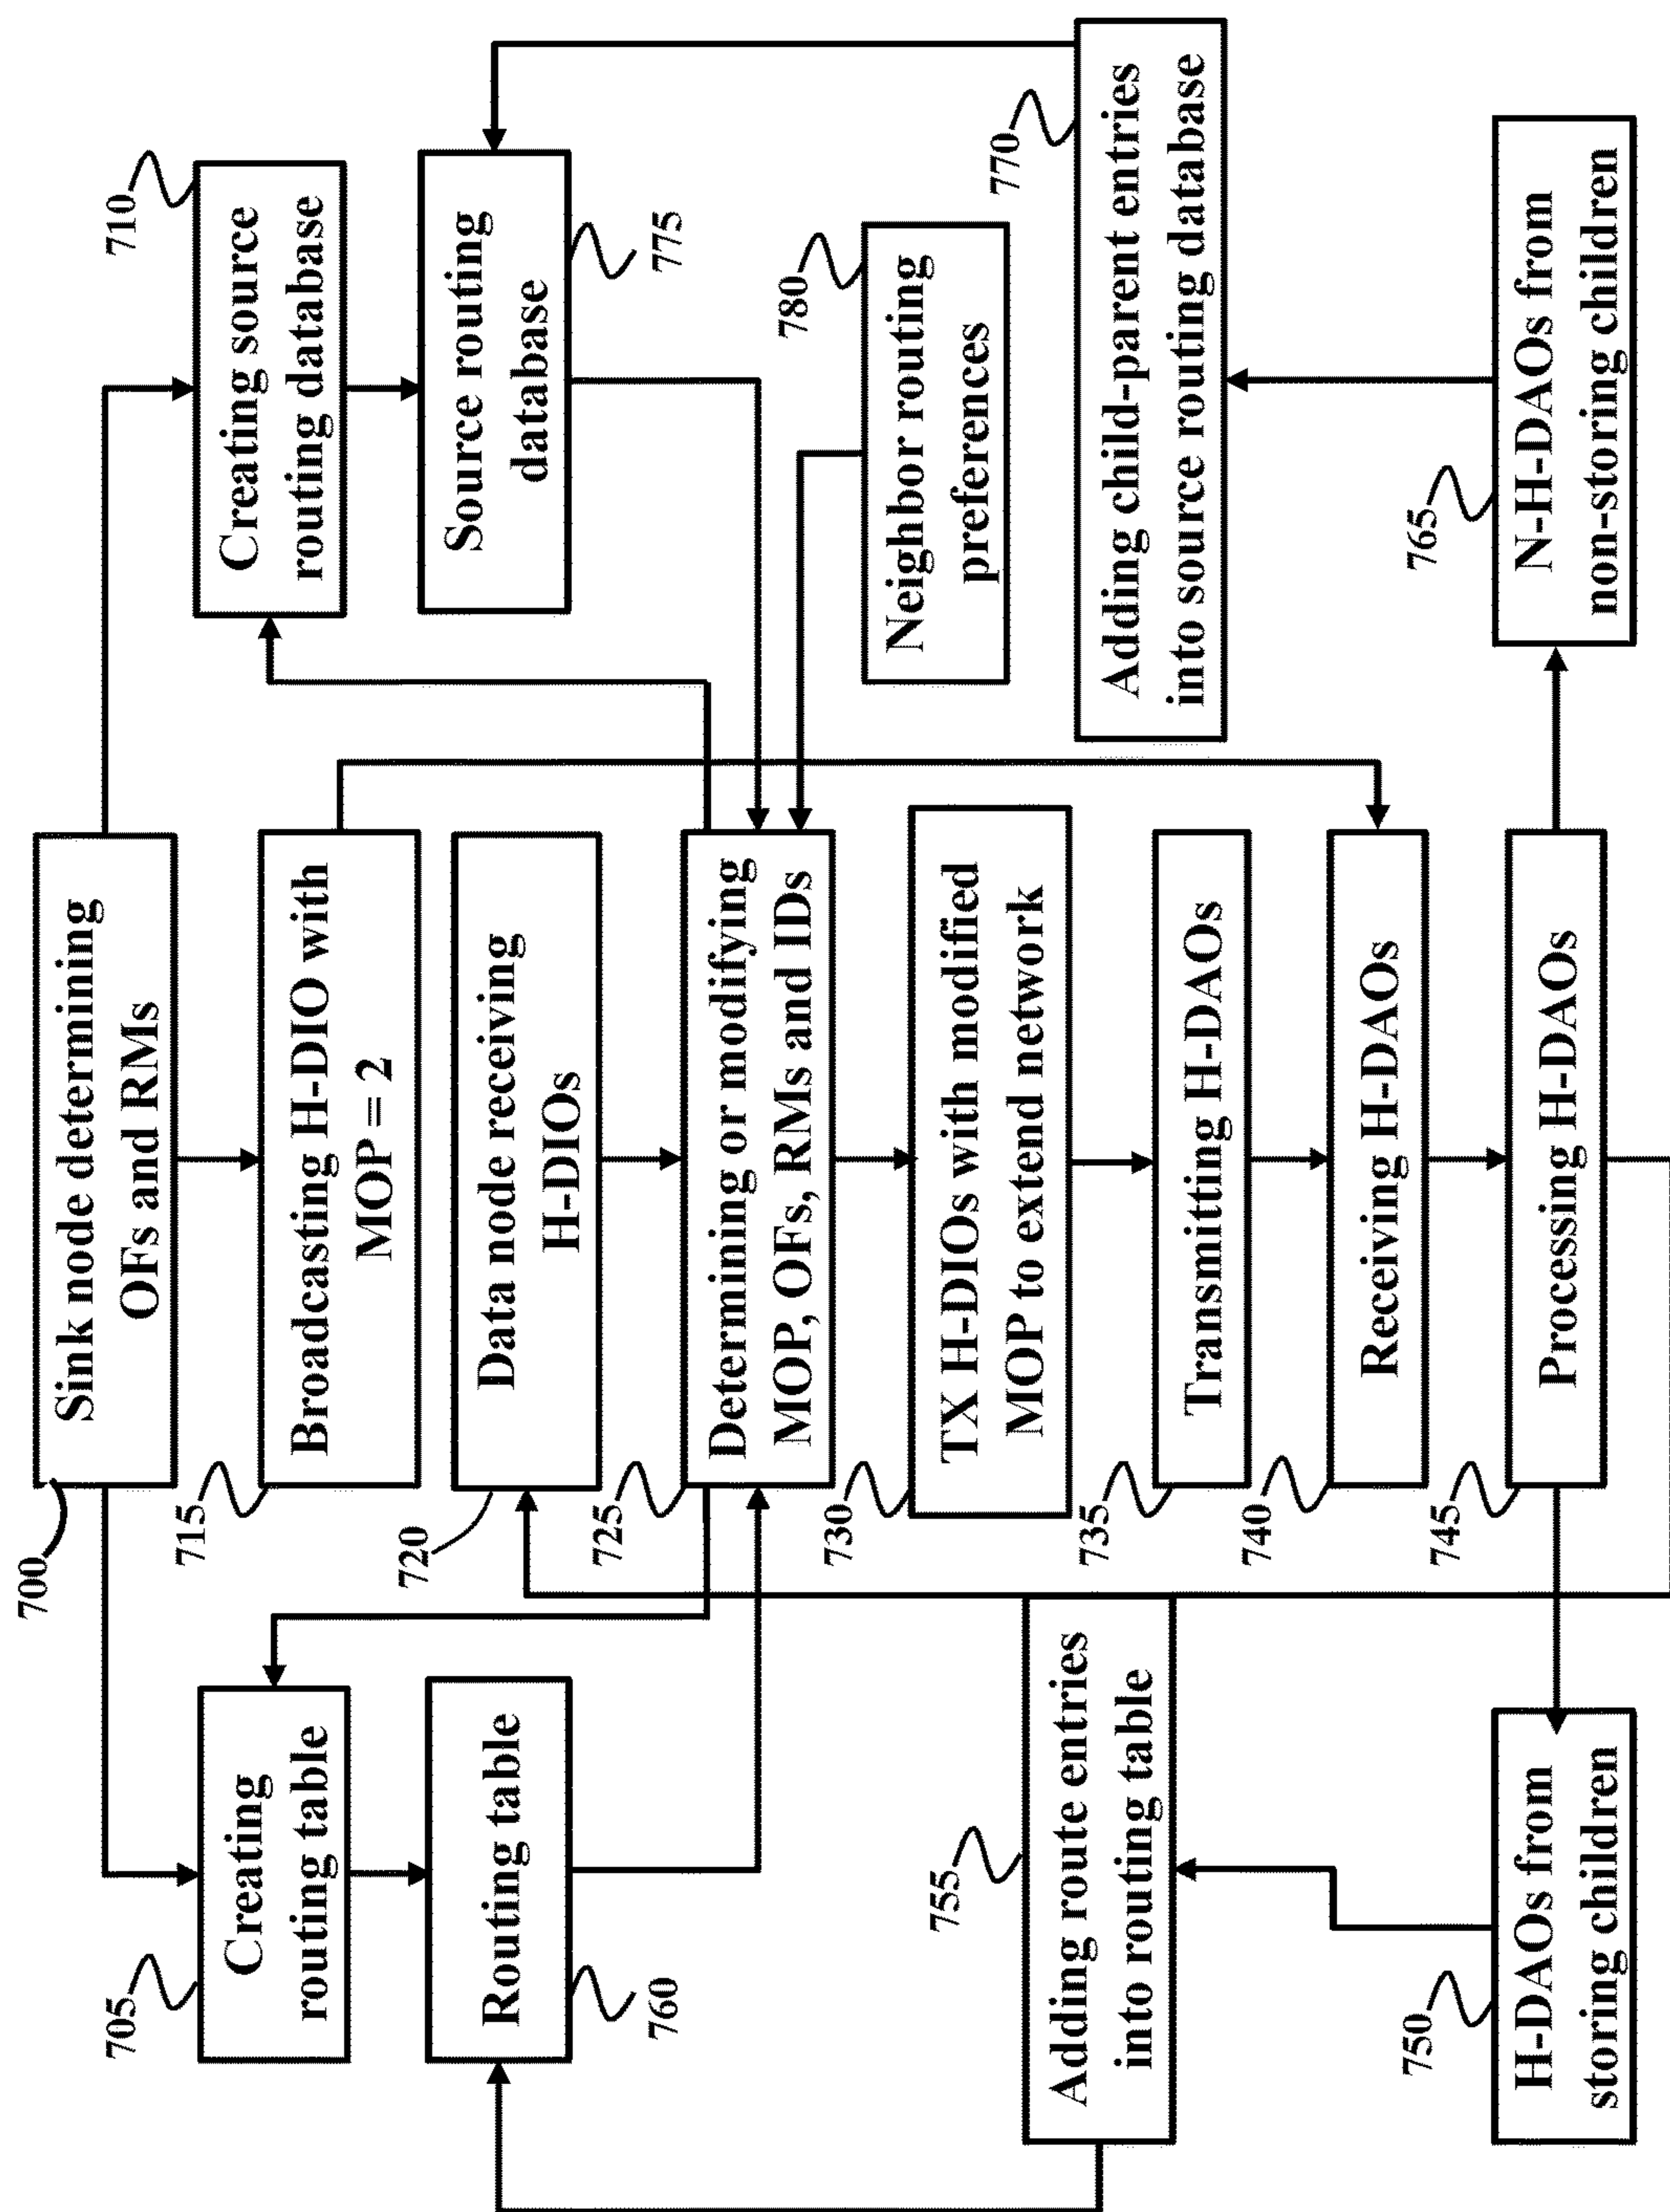 700
Sink node determining
OFs and RMs
705
Creating
routing table
710
Creating source
routing database
715
Broadcasting H-DIO with
MOP = 2
760
Routing table
720
Data node receiving
H-DIOs
Source routing
database
775
725
Determining or modifying
MOP, OFs, RMs and IDs
780
Neighbor routing
preferences
730
TX H-DIOs with modified
MOP to extend network
755
Adding route entries
into routing table
735
Transmitting H-DAOs
770
Adding child-parent entries
into source routing database
740
Receiving H-DAOs
750
H-DAOs from
storing children
745
Processing H-DAOs
765
N-H-DAOs from
non-storing children